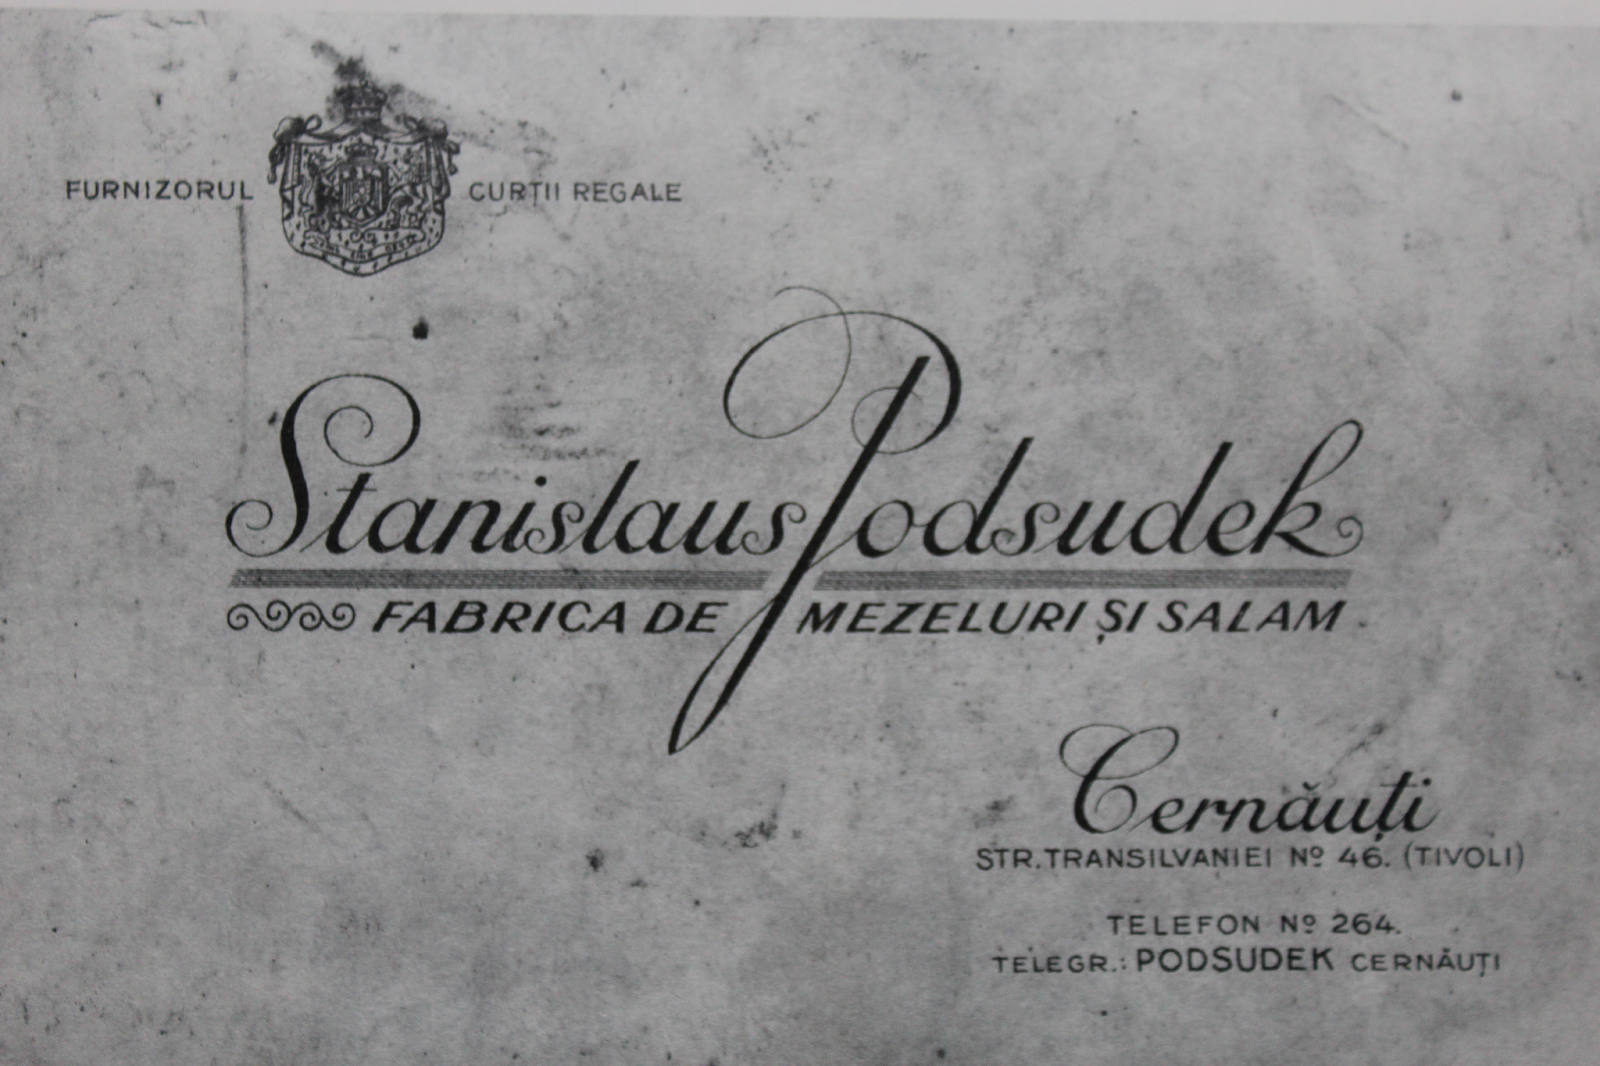 FURNIZORUL CURȚII REGALE
Stanislaus Podsudek
FABRICA DE MEZELURI ȘI SALAM
Cernăuți
STR. TRANSILVANIEI Nº 46. (TIVOLI)
TELEFON Nº 264.
TELEGR.: PODSUDEK CERNĂUȚI